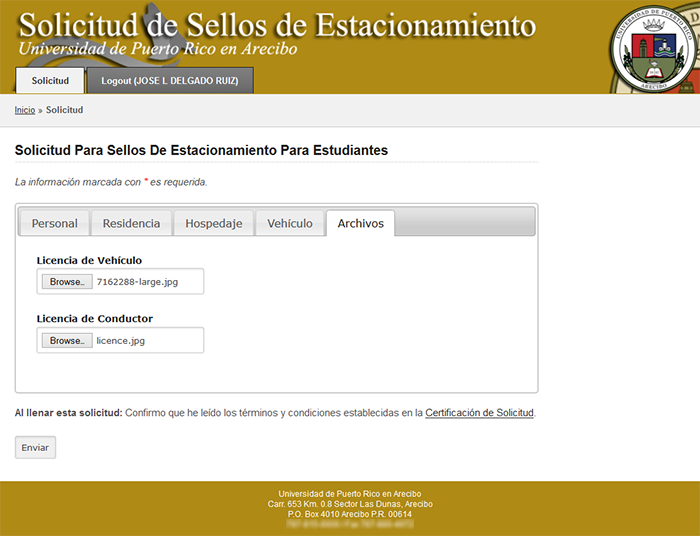 Solicitud de Sellos de Estacionamiento
Universidad de Puerto Rico en Arecibo
UNIVERSIDAD DE PUERTO RICO
ARECIBO
Solicitud
Logout (JOSE L DELGADO RUIZ)
Inicio » Solicitud
Solicitud Para Sellos De Estacionamiento Para Estudiantes
La información marcada con * es requerida.
Personal Residencia Hospedaje Vehículo Archivos
Licencia de Vehículo
Browse.. 7162288-large.jpg
Licencia de Conductor
Browse.. licence.jpg
Al llenar esta solicitud: Confirmo que he leído los términos y condiciones establecidas en la Certificación de Solicitud.
Enviar
Universidad de Puerto Rico en Arecibo
Carr. 653 Km. 0.8 Sector Las Dunas, Arecibo
P.O. Box 4010 Arecibo P.R. 00614